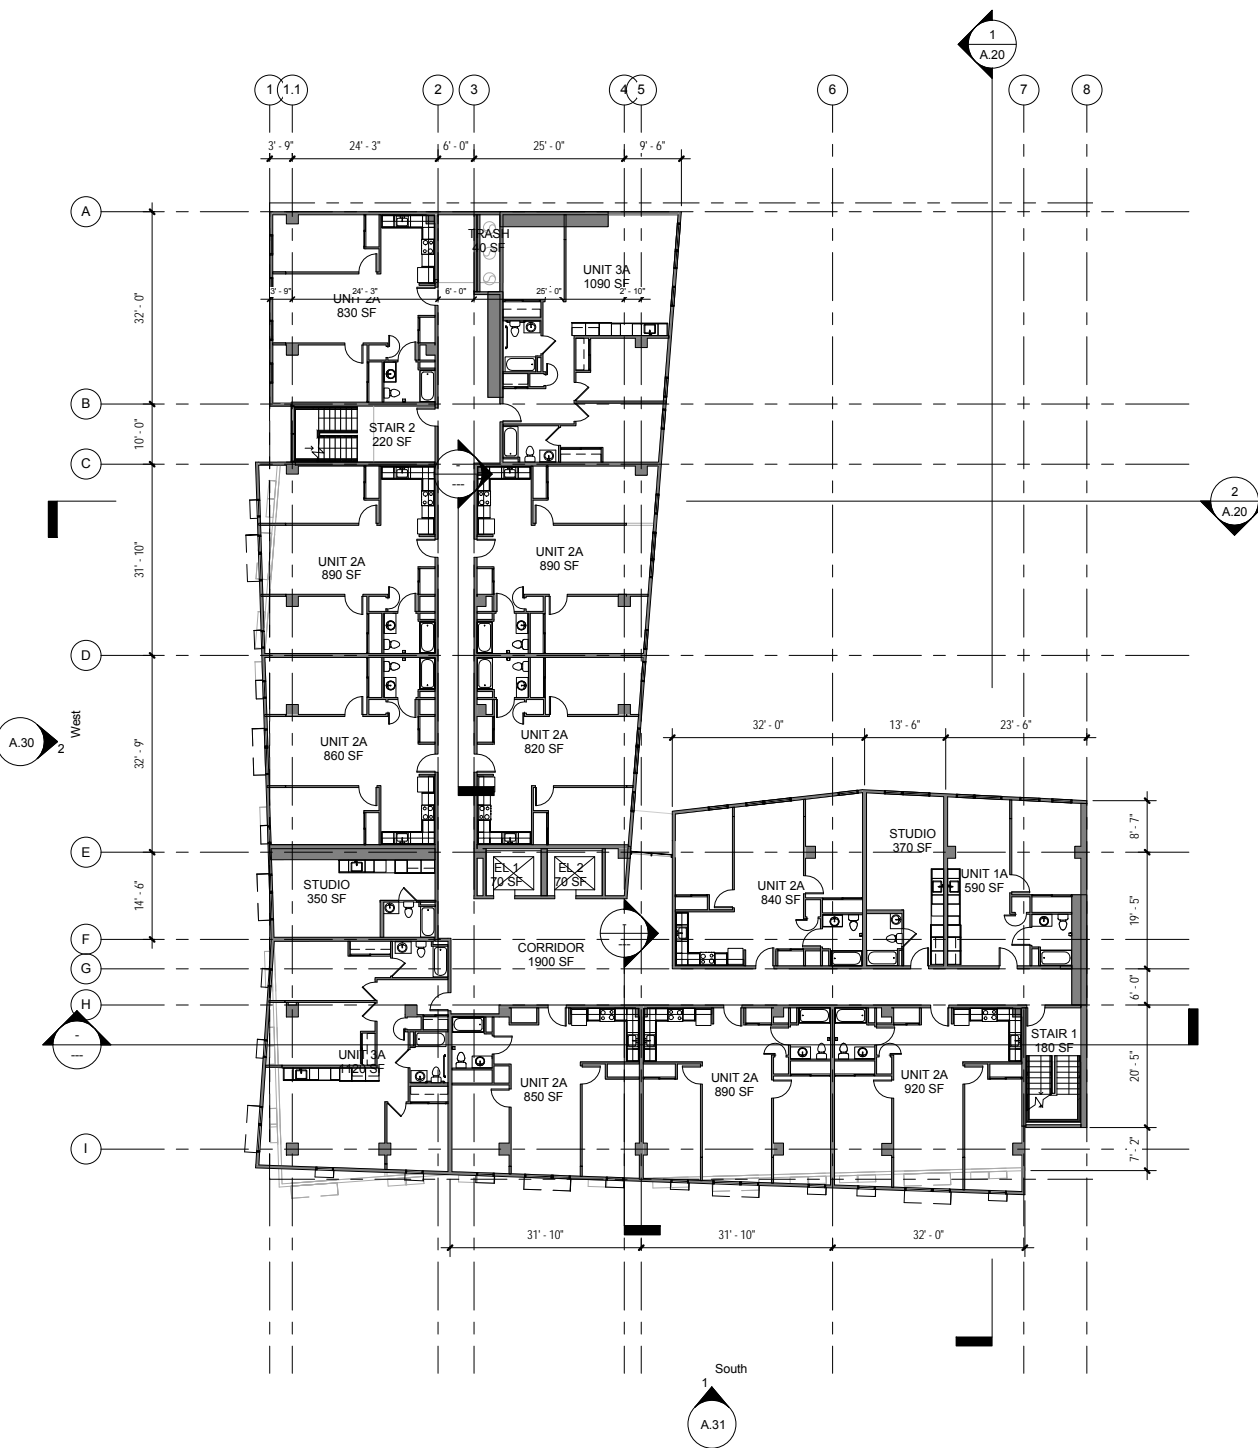 1
A.20
1
1.1
2
3
4
5
6
7
8
3' - 9"
24' - 3"
6' - 0"
25' - 0"
9' - 6"
A
TRASH
40 SF
UNIT 3A
1090 SF
3' - 9"
24' - 3"
6' - 0"
25' - 0"
2' - 10"
UNIT 2A
830 SF
32' - 0"
B
10' - 0"
STAIR 2
220 SF
C
-
---
2
A.20
31' - 10"
UNIT 2A
890 SF
UNIT 2A
890 SF
D
West
A.30
2
32' - 9"
UNIT 2A
860 SF
UNIT 2A
820 SF
32' - 0"
13' - 6"
23' - 6"
8' - 7"
STUDIO
370 SF
E
EL 1
70 SF
EL 2
70 SF
14' - 6"
STUDIO
350 SF
UNIT 2A
840 SF
UNIT 1A
590 SF
19' - 5"
F
CORRIDOR
1900 SF
-
---
G
6' - 0"
H
-
---
UNIT 3A
1120 SF
STAIR 1
180 SF
UNIT 2A
850 SF
UNIT 2A
890 SF
UNIT 2A
920 SF
20' - 5"
I
7' - 2"
31' - 10"
31' - 10"
32' - 0"
South
1
A.31